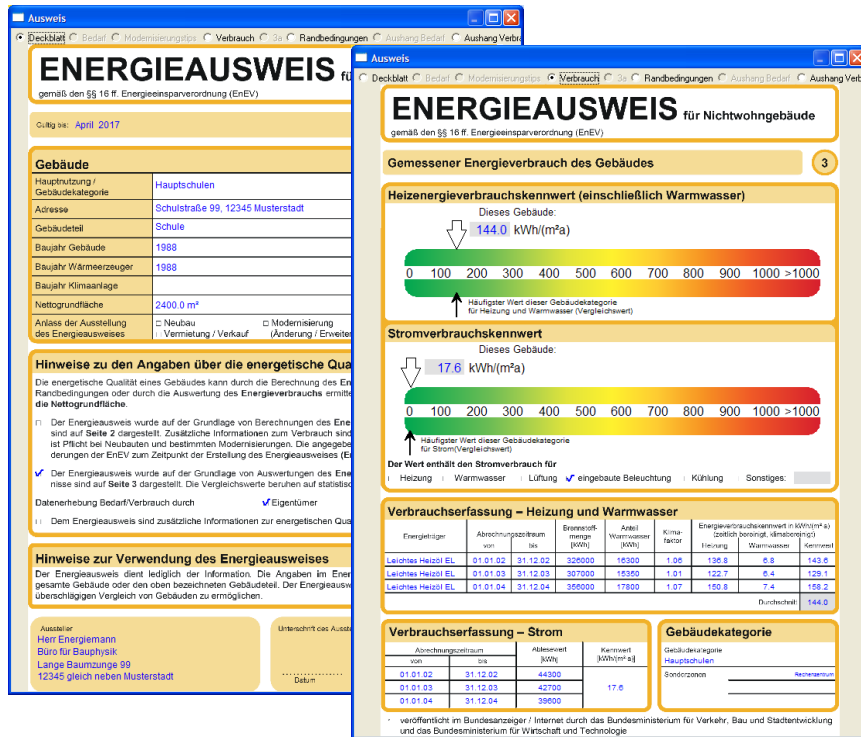 Ausweis
Deckblatt Bedarf Modernisierungstips Verbrauch 3a Randbedingungen Aushang Bedarf Aushang Verbra
ENERGIEAUSWEIS fü
gemäß den §§ 16 ff. Energieeinsparverordnung (EnEV)
Gültig bis: April 2017
Gebäude
Hauptnutzung /
Gebäudekategorie Hauptschulen
Adresse Schulstraße 99, 12345 Musterstadt
Gebäudeteil Schule
Baujahr Gebäude 1988
Baujahr Wärmeerzeuger 1988
Baujahr Klimaanlage
Nettogrundfläche 2400.0 m²
Anlass der Ausstellung □ Neubau □ Modernisierung
des Energieausweises Vermietung / Verkauf (Änderung / Erweiter
Hinweise zu den Angaben über die energetische Qua
Die energetische Qualität eines Gebäudes kann durch die Berechnung des En
Randbedingungen oder durch die Auswertung des Energieverbrauchs ermitte
die Nettogrundfläche.
Der Energieausweis wurde auf der Grundlage von Berechnungen des Ene
sind auf Seite 2 dargestellt. Zusätzliche Informationen zum Verbrauch sind
ist Pflicht bei Neubauten und bestimmten Modernisierungen. Die angegebe
derungen der EnEV zum Zeitpunkt der Erstellung des Energieausweises (E
Der Energieausweis wurde auf der Grundlage von Auswertungen des Ene
nisse sind auf Seite 3 dargestellt. Die Vergleichswerte beruhen auf statistisc
Datenerhebung Bedarf/Verbrauch durch Eigentümer
Dem Energieausweis sind zusätzliche Informationen zur energetischen Qua
Hinweise zur Verwendung des Energieausweises
Der Energieausweis dient lediglich der Information. Die Angaben im Ener
gesamte Gebäude oder den oben bezeichneten Gebäudeteil. Der Energieausw
überschlägigen Vergleich von Gebäuden zu ermöglichen.
Aussteller Unterschrift des Ausste
Herr Energiemann
Büro für Bauphysik
Lange Baumzunge 99
12345 gleich neben Musterstadt
Datum
Ausweis
Deckblatt Bedarf Modernisierungstips Verbrauch 3a Randbedingungen Aushang Bedarf Aushang Verb
ENERGIEAUSWEIS für Nichtwohngebäude
gemäß den §§ 16 ff. Energieeinsparverordnung (EnEV)
Gemessener Energieverbrauch des Gebäudes 3
Heizenergieverbrauchskennwert (einschließlich Warmwasser)
Dieses Gebäude:
144.0 kWh/(m²a)
0 100 200 300 400 500 600 700 800 900 1000 >1000
Häufigster Wert dieser Gebäudekategorie
für Heizung und Warmwasser (Vergleichswert)
Stromverbrauchskennwert
Dieses Gebäude:
17.6 kWh/(m²a)
0 100 200 300 400 500 600 700 800 900 1000 >1000
Häufigster Wert dieser Gebäudekategorie
für Strom(Vergleichswert)
Der Wert enthält den Stromverbrauch für
Heizung Warmwasser Lüftung eingebaute Beleuchtung Kühlung Sonstiges:
Verbrauchserfassung – Heizung und Warmwasser
Energieträger Abrechnungszeitraum Brennstoff- Anteil Klima- Energieverbrauchskennwert in kWh/(m² a)
menge Warmwasser faktor (zeitlich bereinigt, klimabereinigt)
von bis [kWh] [kWh] Heizung Warmwasser Kennwert
Leichtes Heizöl EL 01.01.02 31.12.02 326000 16300 1.06 136.8 6.8 143.6
Leichtes Heizöl EL 01.01.03 31.12.03 307000 15350 1.01 122.7 6.4 129.1
Leichtes Heizöl EL 01.01.04 31.12.04 356000 17800 1.07 150.8 7.4 158.2
Durchschnitt 144.0
Verbrauchserfassung – Strom
Abrechnungszeitraum Ablesewert Kennwert
von bis [kWh] [kWh/(m² a)]
01.01.02 31.12.02 44300
01.01.03 31.12.03 42700 17.6
01.01.04 31.12.04 39600
Gebäudekategorie
Gebäudekategorie
Hauptschulen
Sonderzonen Rechenzentrum
veröffentlicht im Bundesanzeiger / Internet durch das Bundesministerium für Verkehr, Bau und Stadtentwicklung
und das Bundesministerium für Wirtschaft und Technologie